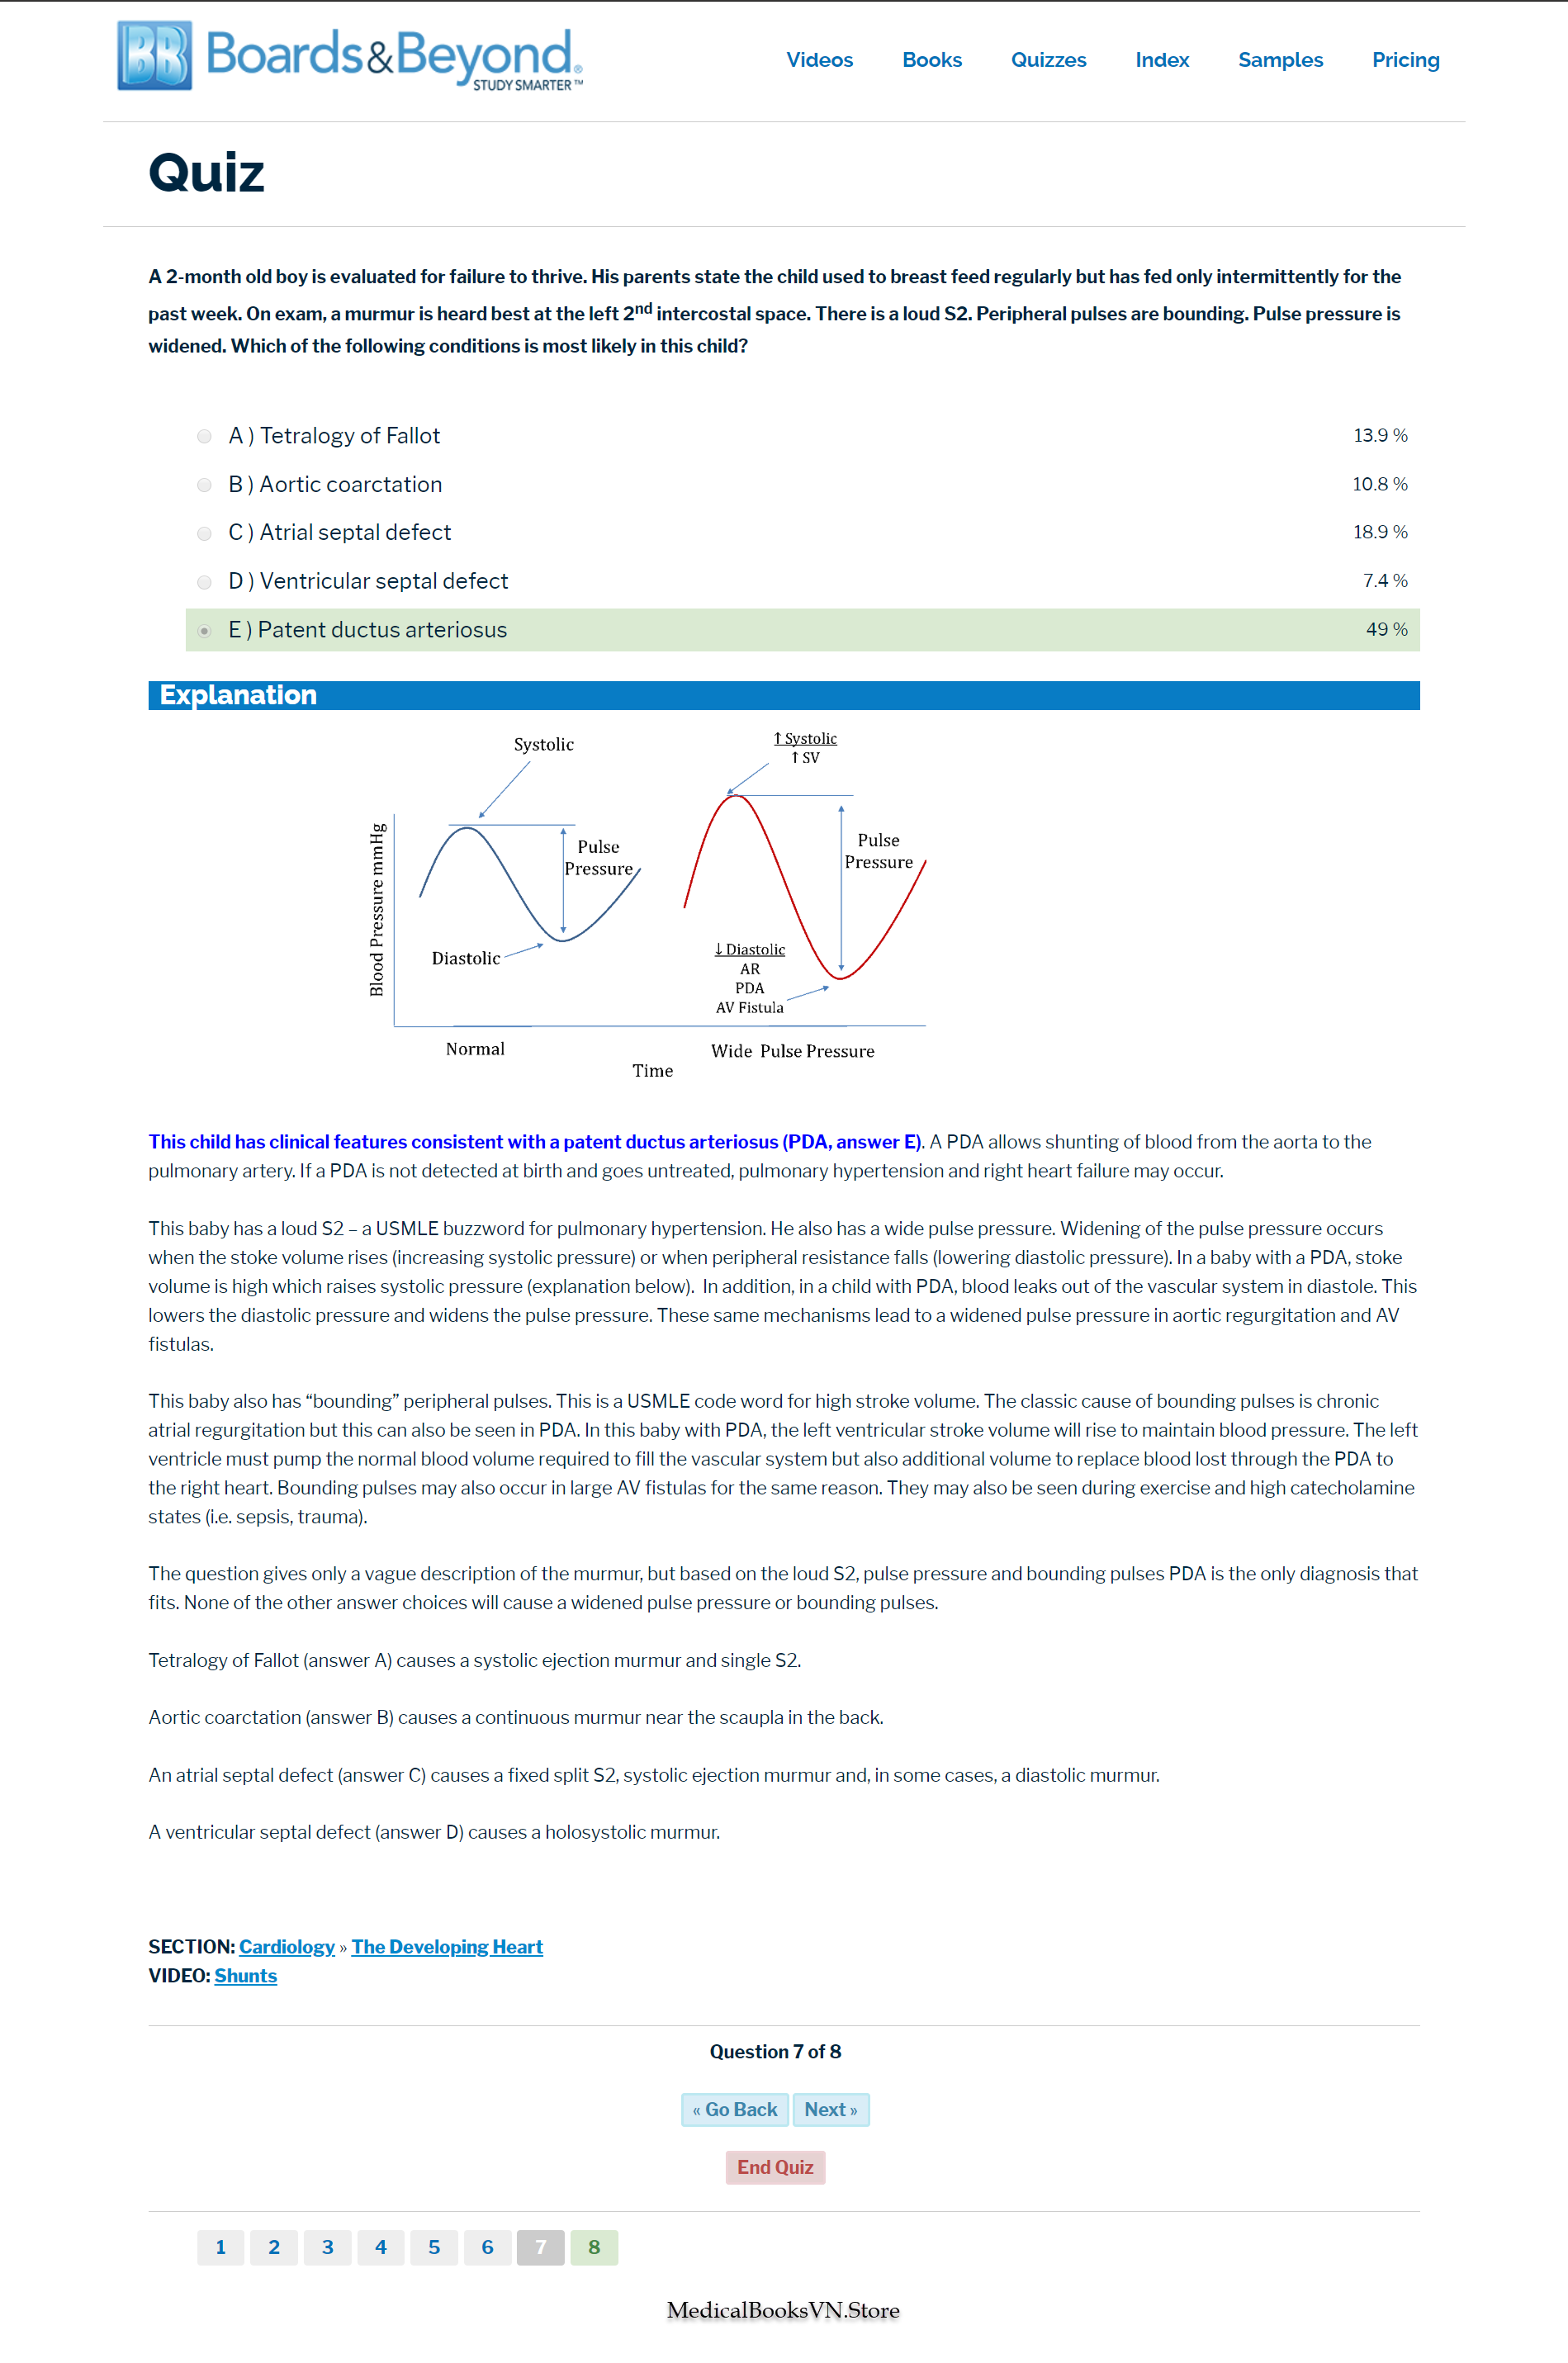 BB Boards&Beyond®
STUDY SMARTER™
Videos Books Quizzes Index Samples Pricing
Quiz
A 2-month old boy is evaluated for failure to thrive. His parents state the child used to breast feed regularly but has fed only intermittently for the
past week. On exam, a murmur is heard best at the left 2nd intercostal space. There is a loud S2. Peripheral pulses are bounding. Pulse pressure is
widened. Which of the following conditions is most likely in this child?
A ) Tetralogy of Fallot 13.9 %
B ) Aortic coarctation 10.8 %
C ) Atrial septal defect 18.9 %
D ) Ventricular septal defect 7.4 %
E ) Patent ductus arteriosus 49 %
Explanation
Systolic
↑ Systolic
↑ SV
Blood Pressure mmHg
Pulse
Pressure
Pulse
Pressure
Diastolic
↓ Diastolic
AR
PDA
AV Fistula
Normal
Wide Pulse Pressure
Time
This child has clinical features consistent with a patent ductus arteriosus (PDA, answer E). A PDA allows shunting of blood from the aorta to the
pulmonary artery. If a PDA is not detected at birth and goes untreated, pulmonary hypertension and right heart failure may occur.
This baby has a loud S2 – a USMLE buzzword for pulmonary hypertension. He also has a wide pulse pressure. Widening of the pulse pressure occurs
when the stoke volume rises (increasing systolic pressure) or when peripheral resistance falls (lowering diastolic pressure). In a baby with a PDA, stoke
volume is high which raises systolic pressure (explanation below). In addition, in a child with PDA, blood leaks out of the vascular system in diastole. This
lowers the diastolic pressure and widens the pulse pressure. These same mechanisms lead to a widened pulse pressure in aortic regurgitation and AV
fistulas.
This baby also has “bounding” peripheral pulses. This is a USMLE code word for high stroke volume. The classic cause of bounding pulses is chronic
atrial regurgitation but this can also be seen in PDA. In this baby with PDA, the left ventricular stroke volume will rise to maintain blood pressure. The left
ventricle must pump the normal blood volume required to fill the vascular system but also additional volume to replace blood lost through the PDA to
the right heart. Bounding pulses may also occur in large AV fistulas for the same reason. They may also be seen during exercise and high catecholamine
states (i.e. sepsis, trauma).
The question gives only a vague description of the murmur, but based on the loud S2, pulse pressure and bounding pulses PDA is the only diagnosis that
fits. None of the other answer choices will cause a widened pulse pressure or bounding pulses.
Tetralogy of Fallot (answer A) causes a systolic ejection murmur and single S2.
Aortic coarctation (answer B) causes a continuous murmur near the scaupla in the back.
An atrial septal defect (answer C) causes a fixed split S2, systolic ejection murmur and, in some cases, a diastolic murmur.
A ventricular septal defect (answer D) causes a holosystolic murmur.
SECTION: Cardiology » The Developing Heart
VIDEO: Shunts
Question 7 of 8
« Go Back Next »
End Quiz
1 2 3 4 5 6 7 8
MedicalBooksVN.Store